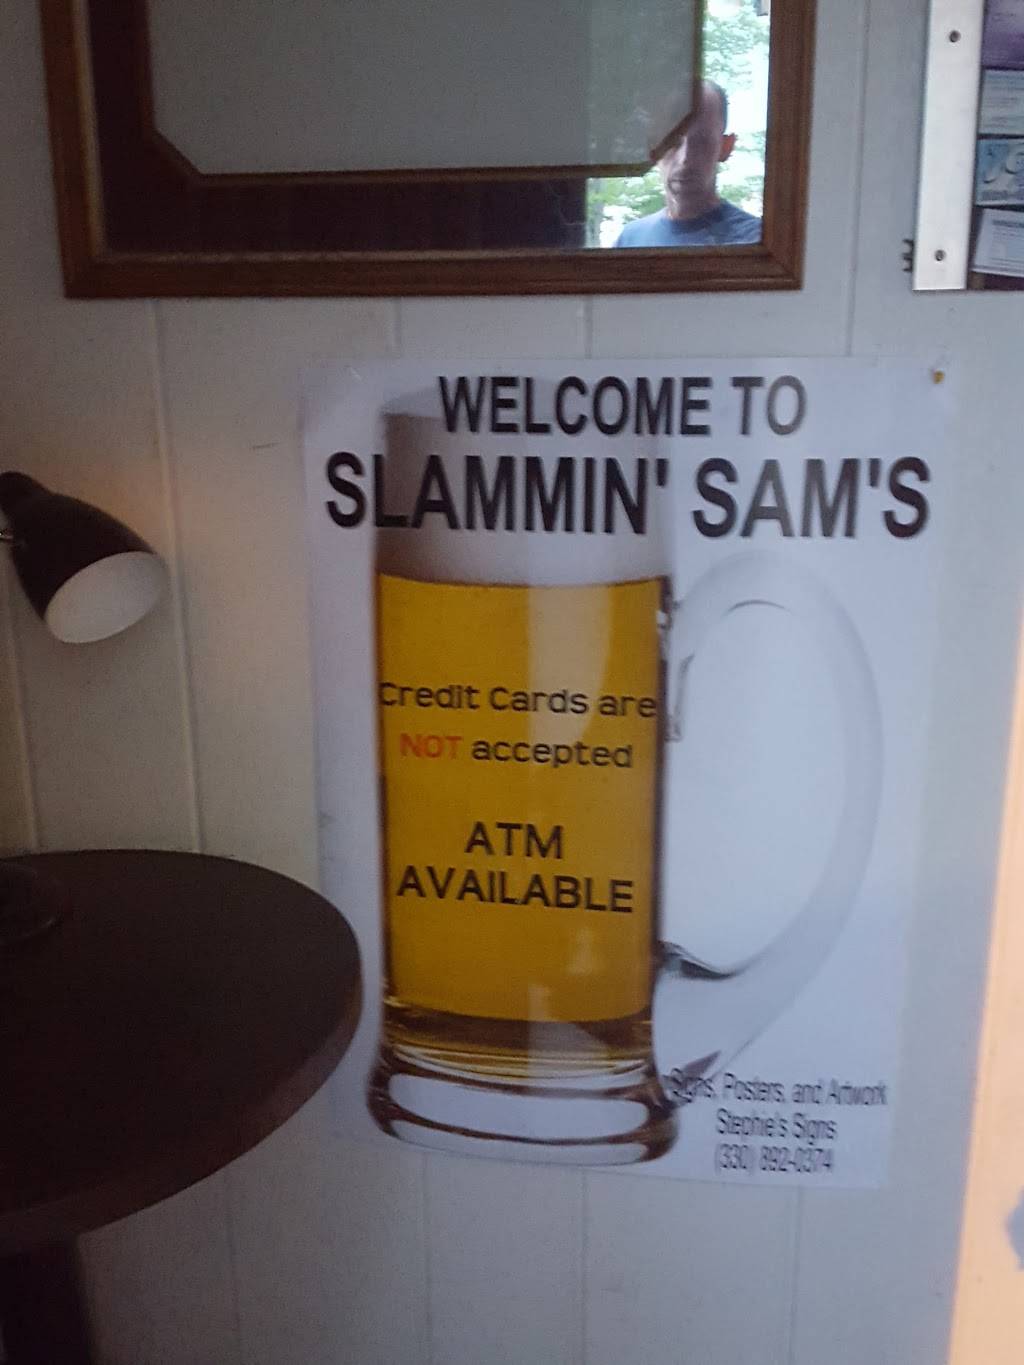 WELCOME TO
SLAMMIN' SAM'S
Credit Cards are
NOT accepted
ATM
AVAILABLE
Signs, Posters, and Artwork
Stephie's Signs
(330) 892-0374